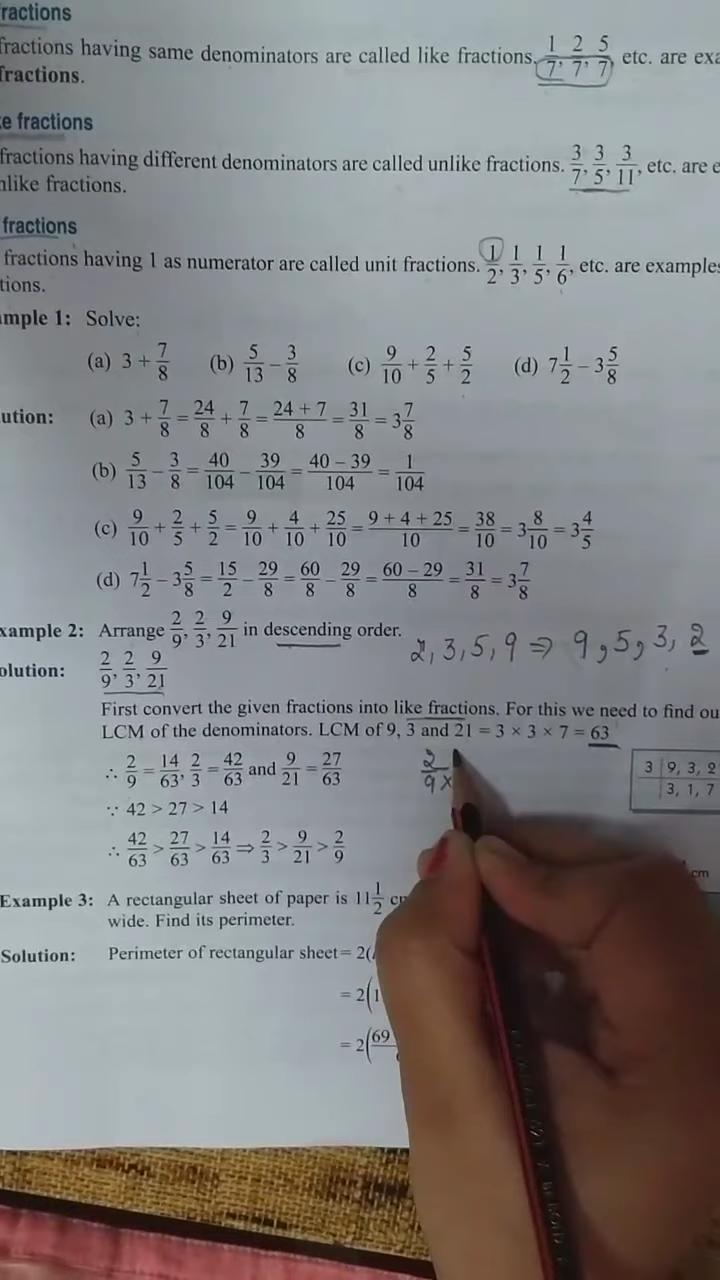 ractions
fractions having same denominators are called like fractions. 1/7, 2/7, 5/7, etc. are exa
fractions.
e fractions
fractions having different denominators are called unlike fractions. 3/7, 3/5, 3/11, etc. are e
nlike fractions.
fractions
fractions having 1 as numerator are called unit fractions. 1/2, 1/3, 1/5, 1/6, etc. are examples
tions.
mple 1: Solve:
(a) 3 + 7/8 (b) 5/13 − 3/8 (c) 9/10 + 2/5 + 5/2 (d) 7 1/2 − 3 5/8
ution: (a) 3 + 7/8 = 24/8 + 7/8 = (24 + 7)/8 = 31/8 = 3 7/8
(b) 5/13 − 3/8 = 40/104 − 39/104 = (40 − 39)/104 = 1/104
(c) 9/10 + 2/5 + 5/2 = 9/10 + 4/10 + 25/10 = (9 + 4 + 25)/10 = 38/10 = 3 8/10 = 3 4/5
(d) 7 1/2 − 3 5/8 = 15/2 − 29/8 = 60/8 − 29/8 = (60 − 29)/8 = 31/8 = 3 7/8
xample 2: Arrange 2/9, 2/3, 9/21 in descending order.
2, 3, 5, 9 ⇒ 9, 5, 3, 2
olution: 2/9, 2/3, 9/21
First convert the given fractions into like fractions. For this we need to find ou
LCM of the denominators. LCM of 9, 3 and 21 = 3 × 3 × 7 = 63
∴ 2/9 = 14/63, 2/3 = 42/63 and 9/21 = 27/63
2/9 ×
3 | 9, 3, 2
3, 1, 7
∵ 42 > 27 > 14
∴ 42/63 > 27/63 > 14/63 ⇒ 2/3 > 9/21 > 2/9
cm
Example 3: A rectangular sheet of paper is 11 1/2 c
wide. Find its perimeter.
Solution: Perimeter of rectangular sheet = 2(
= 2(1
= 2(69